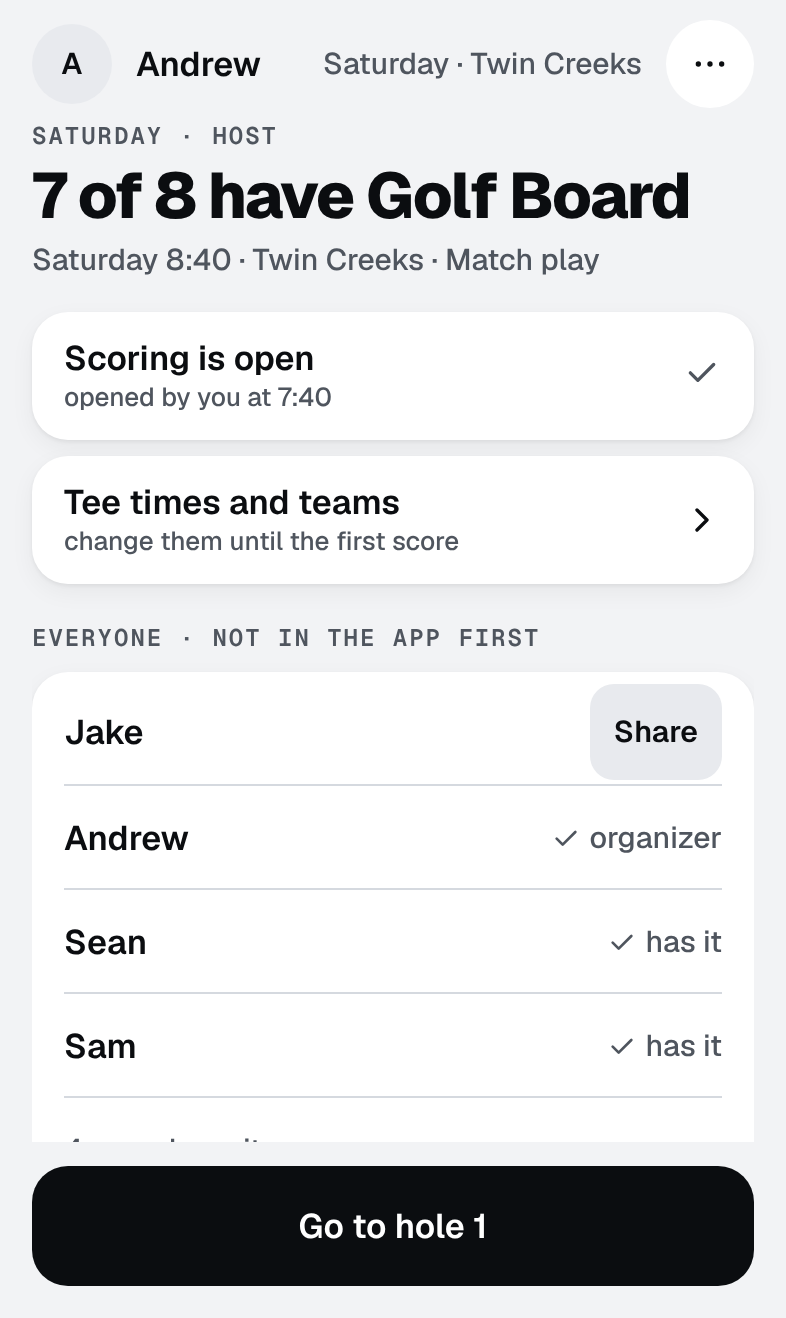 A
Andrew
Saturday · Twin Creeks
SATURDAY · HOST
7 of 8 have Golf Board
Saturday 8:40 · Twin Creeks · Match play
Scoring is open
opened by you at 7:40
Tee times and teams
change them until the first score
EVERYONE · NOT IN THE APP FIRST
Jake
Share
Andrew
✓ organizer
Sean
✓ has it
Sam
✓ has it
Go to hole 1